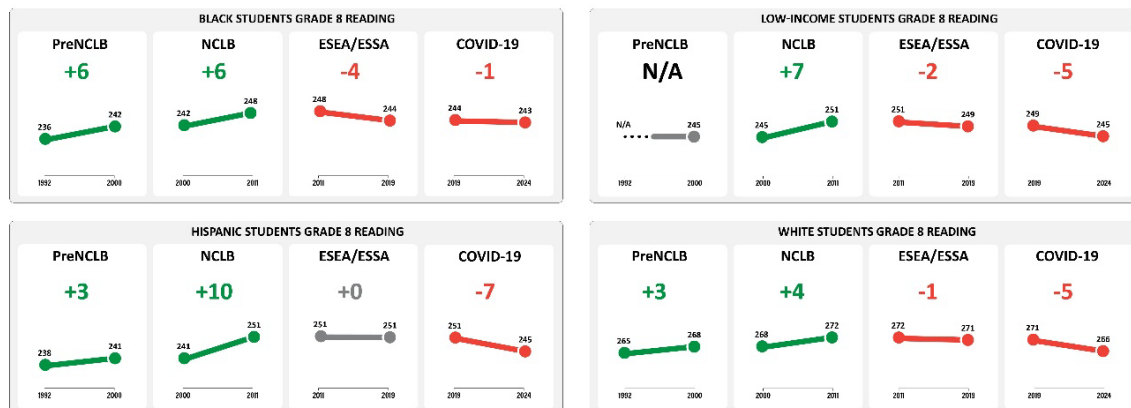 BLACK STUDENTS GRADE 8 READING
PreNCLB NCLB ESEA/ESSA COVID-19
+6 +6 -4 -1
236 242 242 248 248 244 244 243
1992 2000 2000 2011 2011 2019 2019 2024
LOW-INCOME STUDENTS GRADE 8 READING
PreNCLB NCLB ESEA/ESSA COVID-19
N/A +7 -2 -5
N/A 245 245 251 251 249 249 245
1992 2000 2000 2011 2011 2019 2019 2024
HISPANIC STUDENTS GRADE 8 READING
PreNCLB NCLB ESEA/ESSA COVID-19
+3 +10 +0 -7
238 241 241 251 251 251 251 245
1992 2000 2000 2011 2011 2019 2019 2024
WHITE STUDENTS GRADE 8 READING
PreNCLB NCLB ESEA/ESSA COVID-19
+3 +4 -1 -5
265 268 268 272 272 271 271 266
1992 2000 2000 2011 2011 2019 2019 2024